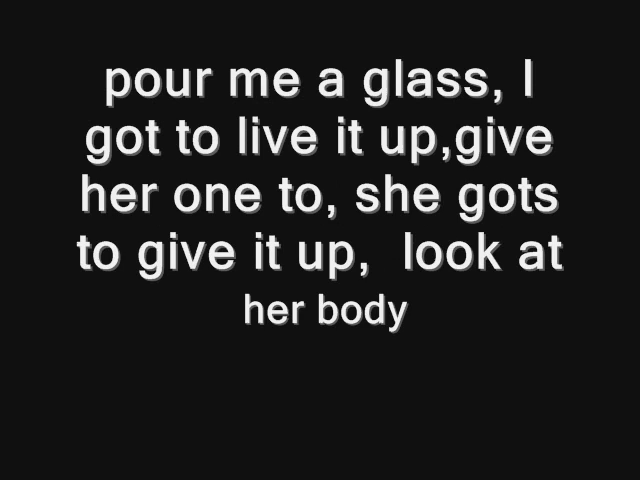 pour me a glass, I
got to live it up,give
her one to, she gots
to give it up,  look at
her body